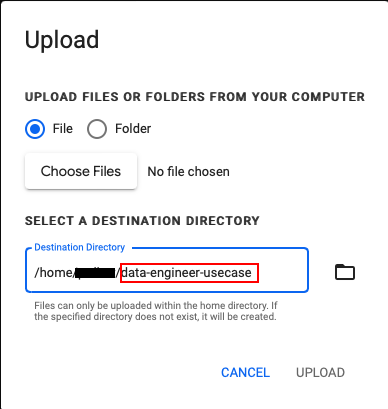 Upload
UPLOAD FILES OR FOLDERS FROM YOUR COMPUTER
File Folder
Choose Files No file chosen
SELECT A DESTINATION DIRECTORY
Destination Directory
/home/ /data-engineer-usecase
Files can only be uploaded within the home directory. If
the specified directory does not exist, it will be created.
CANCEL UPLOAD